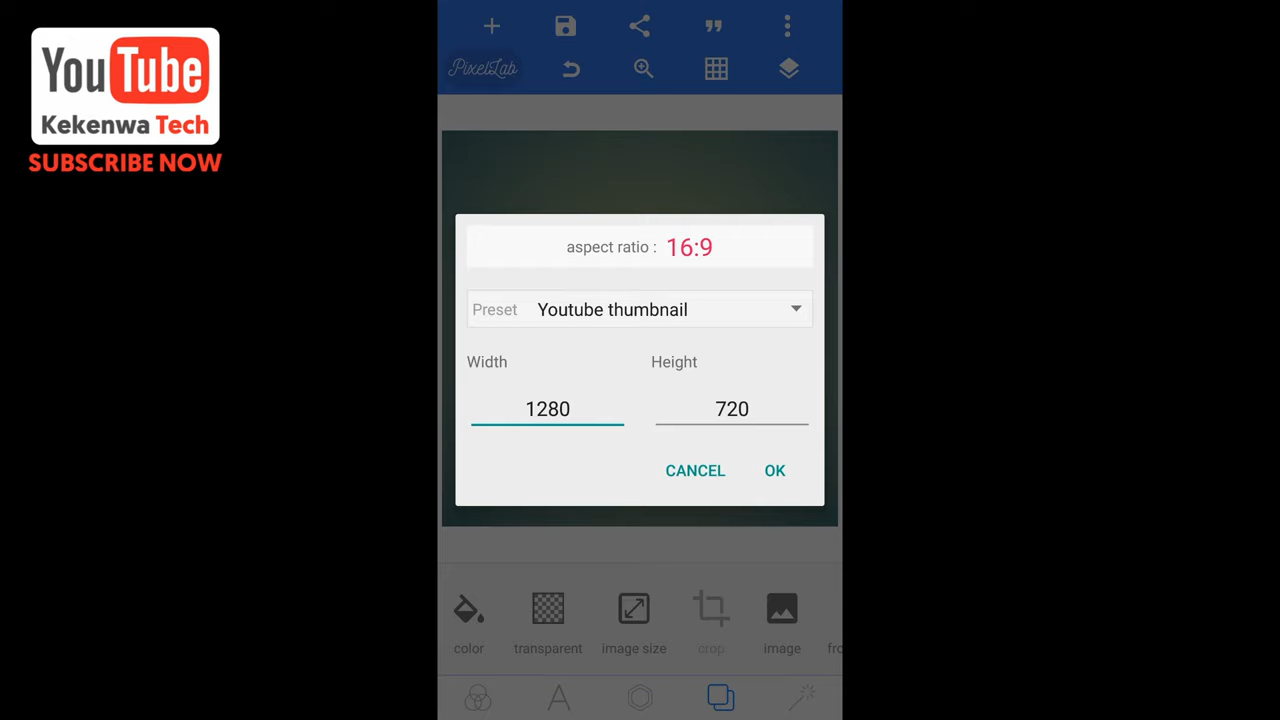 YouTube
Kekenwa Tech
SUBSCRIBE NOW
PixelLab
aspect ratio : 16:9
Preset Youtube thumbnail
Width Height
1280 720
CANCEL OK
color transparent image size crop image fro
A